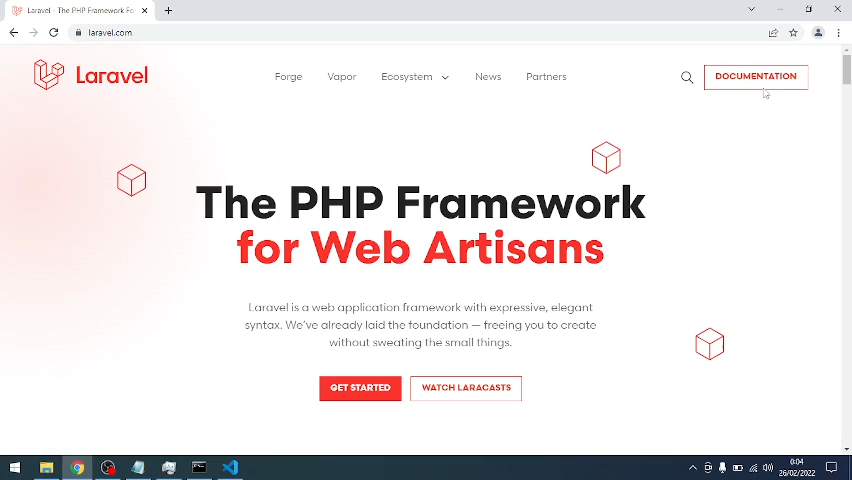 Laravel - The PHP Framework For
laravel.com
Laravel
Forge
Vapor
Ecosystem
News
Partners
DOCUMENTATION
The PHP Framework
for Web Artisans
Laravel is a web application framework with expressive, elegant
syntax. We've already laid the foundation — freeing you to create
without sweating the small things.
GET STARTED
WATCH LARACASTS
0:04
26/02/2022